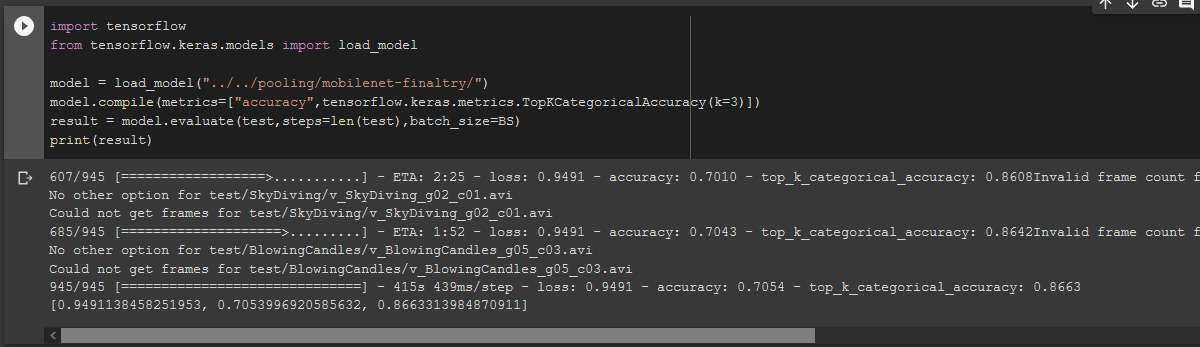 import tensorflow
from tensorflow.keras.models import load_model
model = load_model("../../pooling/mobilenet-finaltry/")
model.compile(metrics=["accuracy",tensorflow.keras.metrics.TopKCategoricalAccuracy(k=3)])
result = model.evaluate(test,steps=len(test),batch_size=BS)
print(result)
607/945 [==================>...........] - ETA: 2:25 - loss: 0.9491 - accuracy: 0.7010 - top_k_categorical_accuracy: 0.8608Invalid frame count f
No other option for test/SkyDiving/v_SkyDiving_g02_c01.avi
Could not get frames for test/SkyDiving/v_SkyDiving_g02_c01.avi
685/945 [====================>.........] - ETA: 1:52 - loss: 0.9491 - accuracy: 0.7043 - top_k_categorical_accuracy: 0.8642Invalid frame count f
No other option for test/BlowingCandles/v_BlowingCandles_g05_c03.avi
Could not get frames for test/BlowingCandles/v_BlowingCandles_g05_c03.avi
945/945 [==============================] - 415s 439ms/step - loss: 0.9491 - accuracy: 0.7054 - top_k_categorical_accuracy: 0.8663
[0.9491138458251953, 0.7053996920585632, 0.8663313984870911]